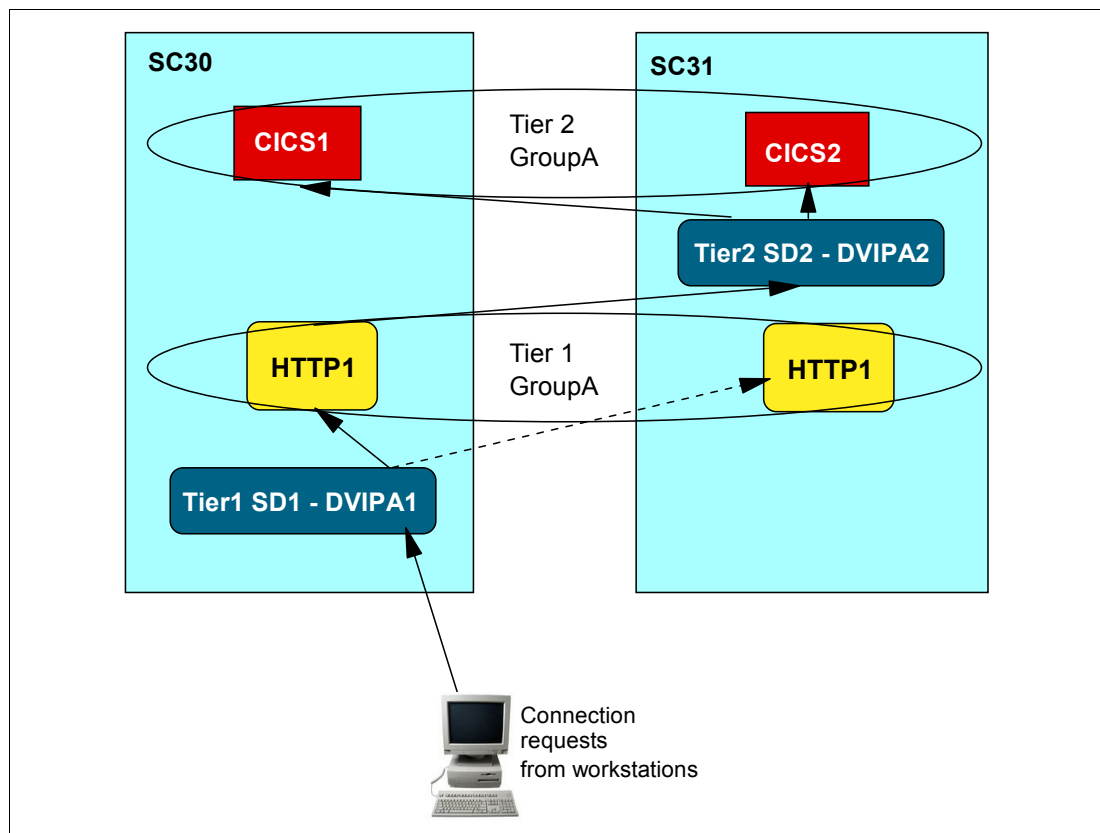 SC30
SC31
CICS1
Tier 2
GroupA
CICS2
Tier2 SD2 - DVIPA2
HTTP1
Tier 1
GroupA
HTTP1
Tier1 SD1 - DVIPA1
Connection
requests
from workstations